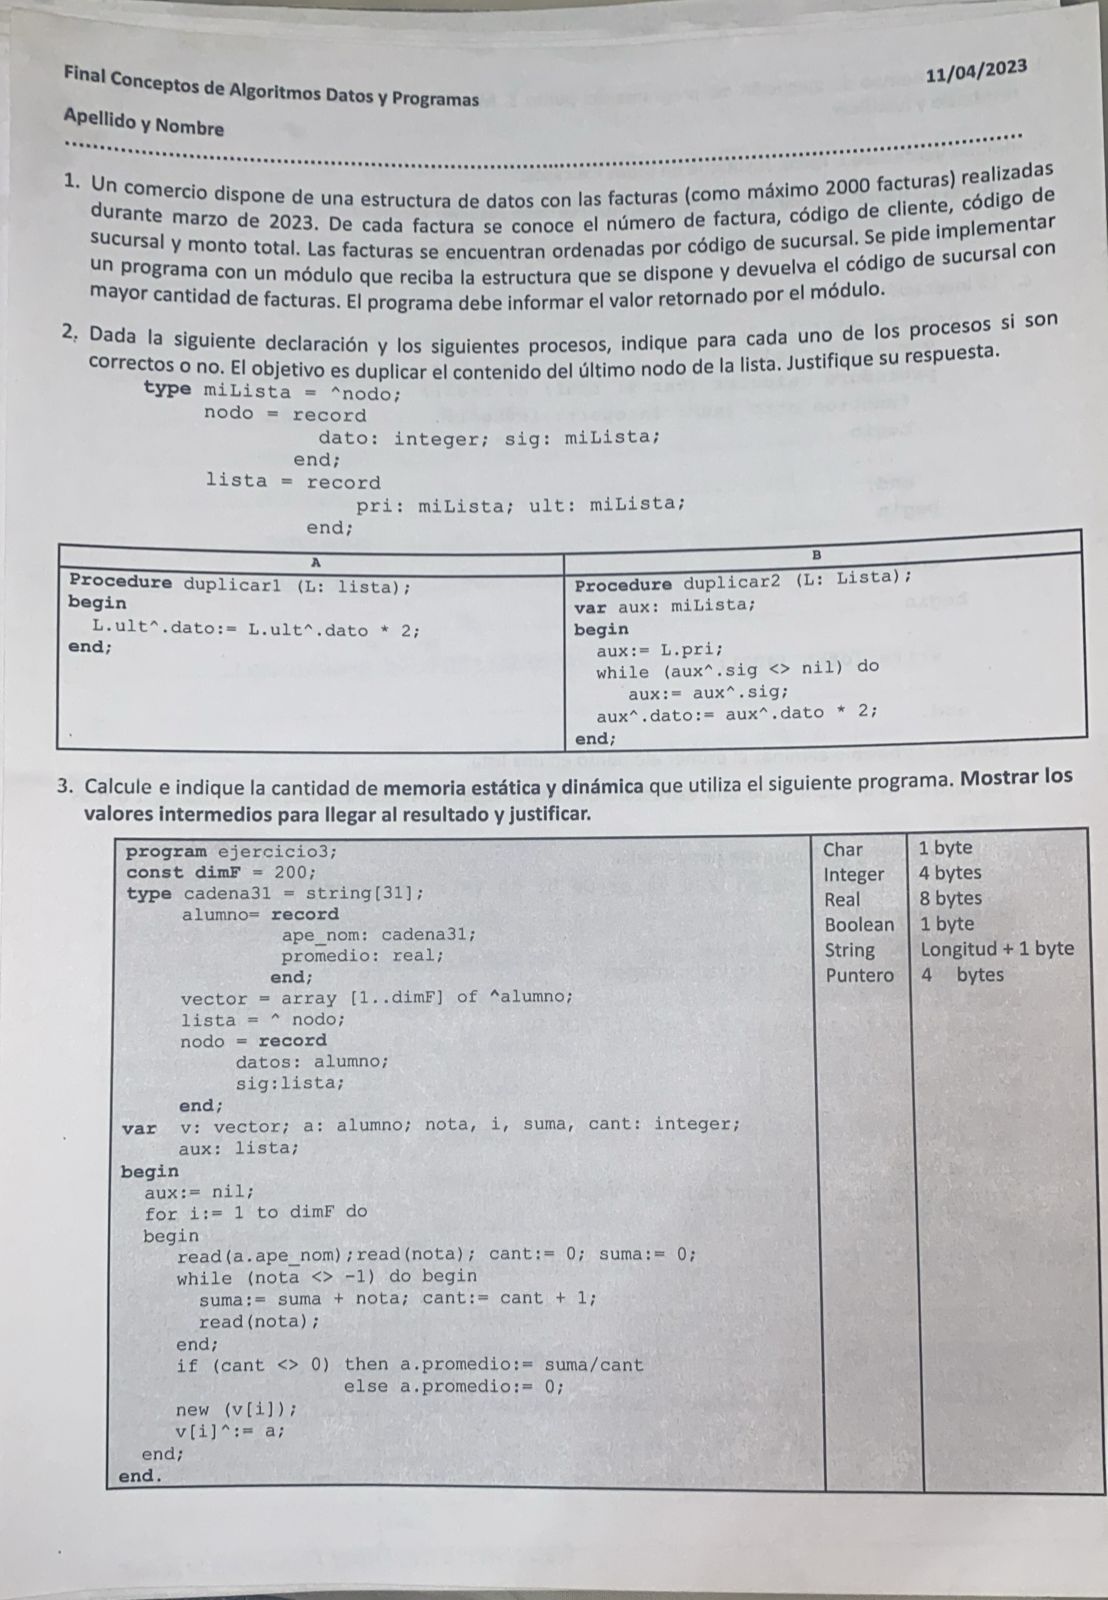 Final Conceptos de Algoritmos Datos y Programas 11/04/2023
Apellido y Nombre
1. Un comercio dispone de una estructura de datos con las facturas (como máximo 2000 facturas) realizadas
durante marzo de 2023. De cada factura se conoce el número de factura, código de cliente, código de
sucursal y monto total. Las facturas se encuentran ordenadas por código de sucursal. Se pide implementar
un programa con un módulo que reciba la estructura que se dispone y devuelva el código de sucursal con
mayor cantidad de facturas. El programa debe informar el valor retornado por el módulo.
2. Dada la siguiente declaración y los siguientes procesos, indique para cada uno de los procesos si son
correctos o no. El objetivo es duplicar el contenido del último nodo de la lista. Justifique su respuesta.
type miLista = ^nodo;
nodo = record
dato: integer; sig: miLista;
end;
lista = record
pri: miLista; ult: miLista;
end;
A
Procedure duplicar1 (L: lista);
begin
L.ult^.dato:= L.ult^.dato * 2;
end;
B
Procedure duplicar2 (L: Lista);
var aux: miLista;
begin
aux:= L.pri;
while (aux^.sig <> nil) do
aux:= aux^.sig;
aux^.dato:= aux^.dato * 2;
end;
3. Calcule e indique la cantidad de memoria estática y dinámica que utiliza el siguiente programa. Mostrar los
valores intermedios para llegar al resultado y justificar.
program ejercicio3;
const dimF = 200;
type cadena31 = string[31];
alumno= record
ape_nom: cadena31;
promedio: real;
end;
vector = array [1..dimF] of ^alumno;
lista = ^ nodo;
nodo = record
datos: alumno;
sig:lista;
end;
var v: vector; a: alumno; nota, i, suma, cant: integer;
aux: lista;
begin
aux:= nil;
for i:= 1 to dimF do
begin
read(a.ape_nom);read(nota); cant:= 0; suma:= 0;
while (nota <> -1) do begin
suma:= suma + nota; cant:= cant + 1;
read(nota);
end;
if (cant <> 0) then a.promedio:= suma/cant
else a.promedio:= 0;
new (v[i]);
v[i]^:= a;
end;
end.
Char 1 byte
Integer 4 bytes
Real 8 bytes
Boolean 1 byte
String Longitud + 1 byte
Puntero 4 bytes